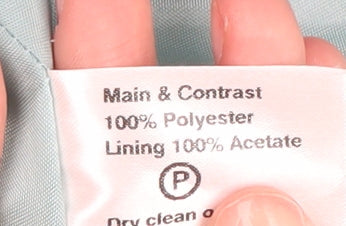 Main & Contrast
100% Polyester
Lining 100% Acetate
P
Dry clean o